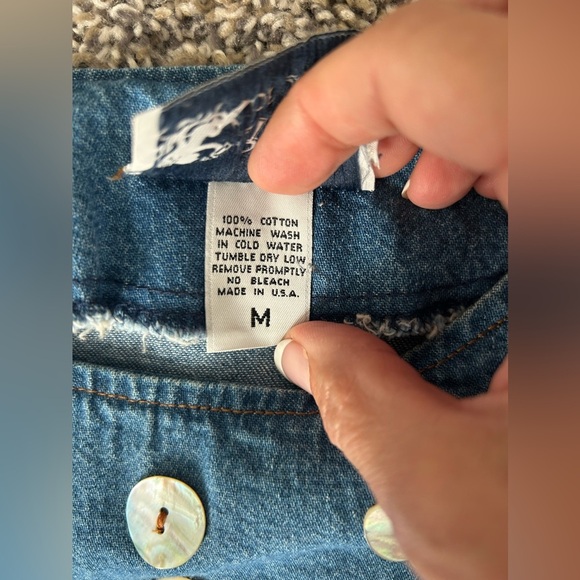 100% COTTON
MACHINE WASH
IN COLD WATER
TUMBLE DRY LOW
REMOVE PROMPTLY
NO BLEACH
MADE IN U.S.A.
M